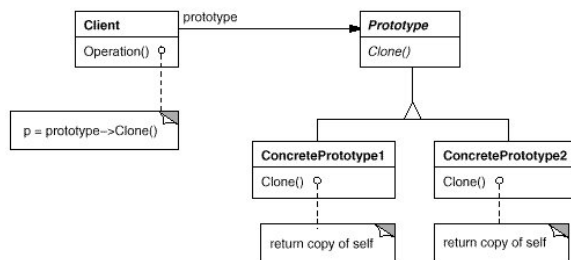 Client
Operation()
prototype
Prototype
Clone()
p = prototype->Clone()
ConcretePrototype1
Clone()
ConcretePrototype2
Clone()
return copy of self
return copy of self